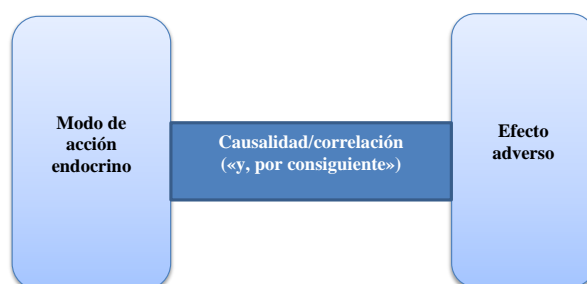 Modo de
acción
endocrino
Causalidad/correlación
(«y, por consiguiente»)
Efecto
adverso